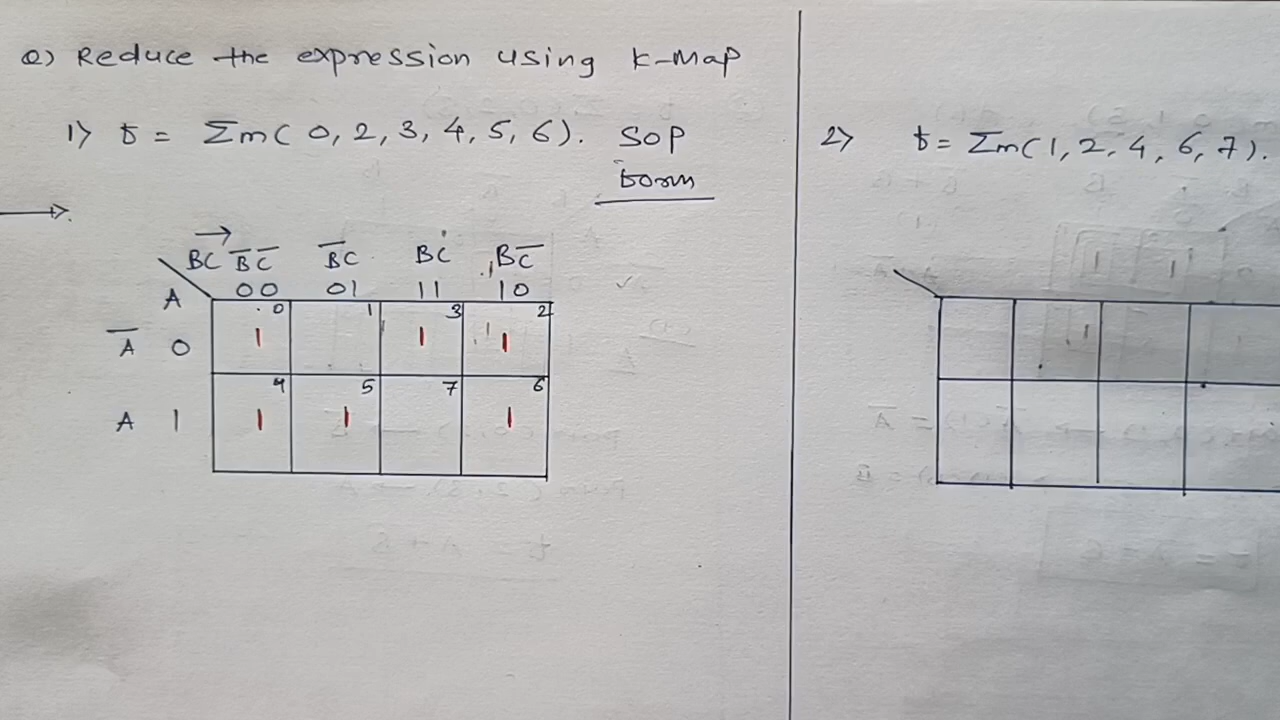 Q) Reduce the expression using K-Map
1) f = Σm( 0, 2, 3, 4, 5, 6). SOP
form
BC B̅C̅ B̅C BC BC̅
A 00 01 11 10
0 1 3 2
A̅ 0 1 1 1
4 5 7 6
A 1 1 1 1
2) f = Σm(1, 2, 4, 6, 7).